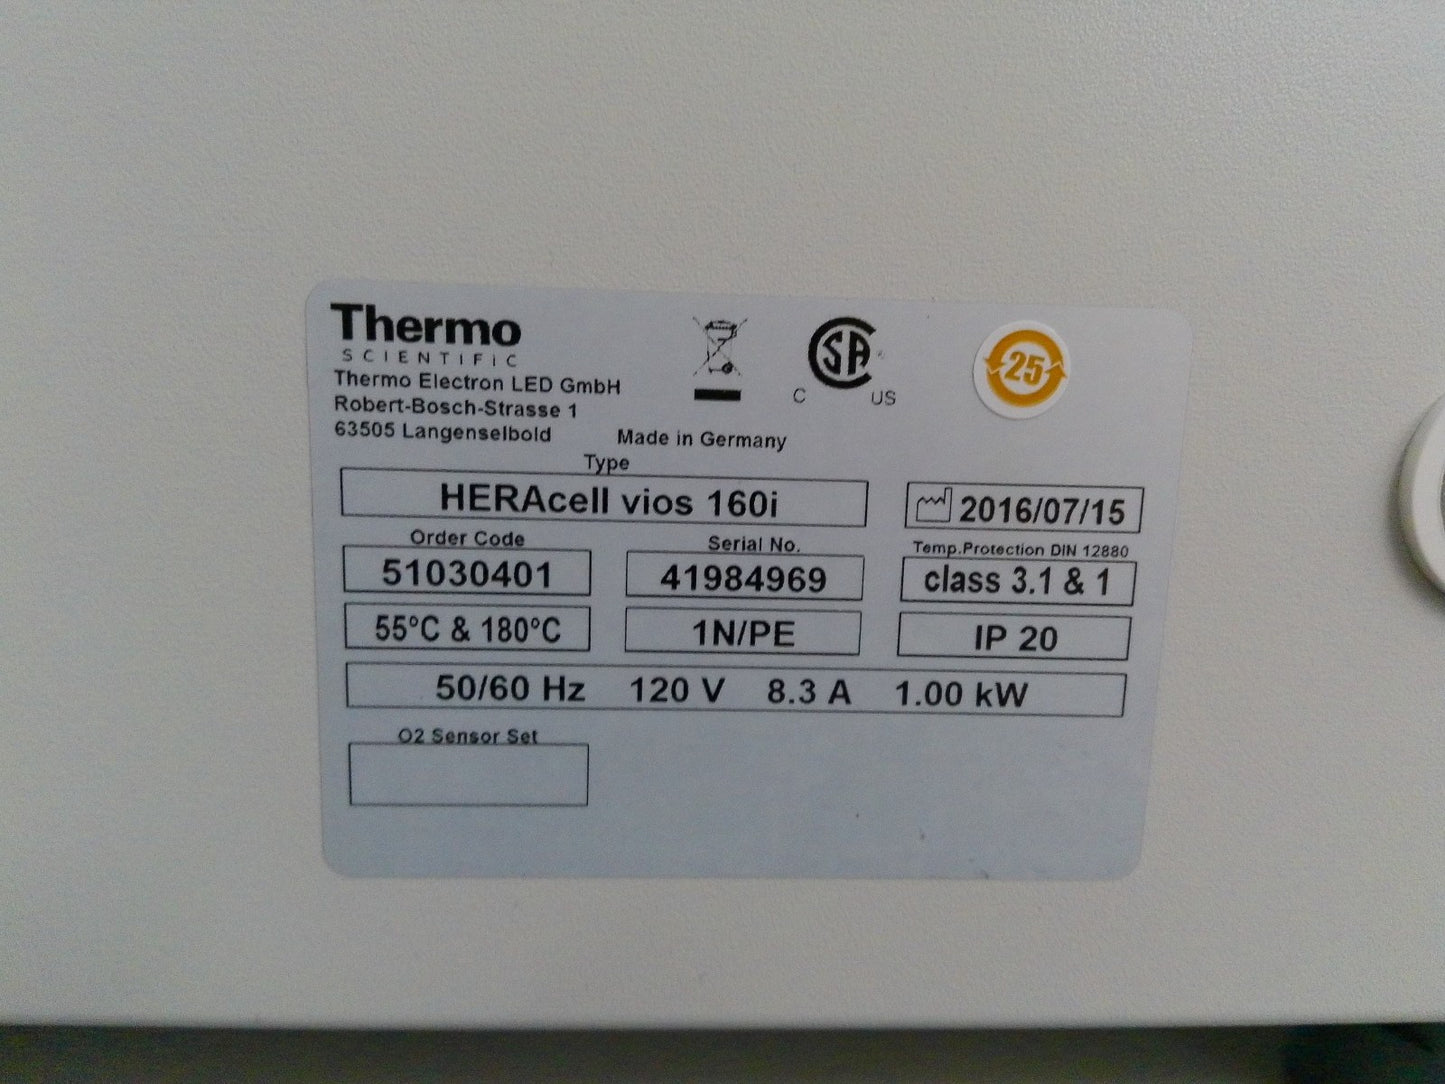 Thermo
SCIENTIFIC
Thermo Electron LED GmbH
Robert-Bosch-Strasse 1
63505 Langenselbold
Made in Germany
C SA US
25
Type
HERAcell vios 160i
2016/07/15
Order Code
51030401
Serial No.
41984969
Temp.Protection DIN 12880
class 3.1 & 1
55°C & 180°C
1N/PE
IP 20
50/60 Hz 120 V 8.3 A 1.00 kW
O2 Sensor Set